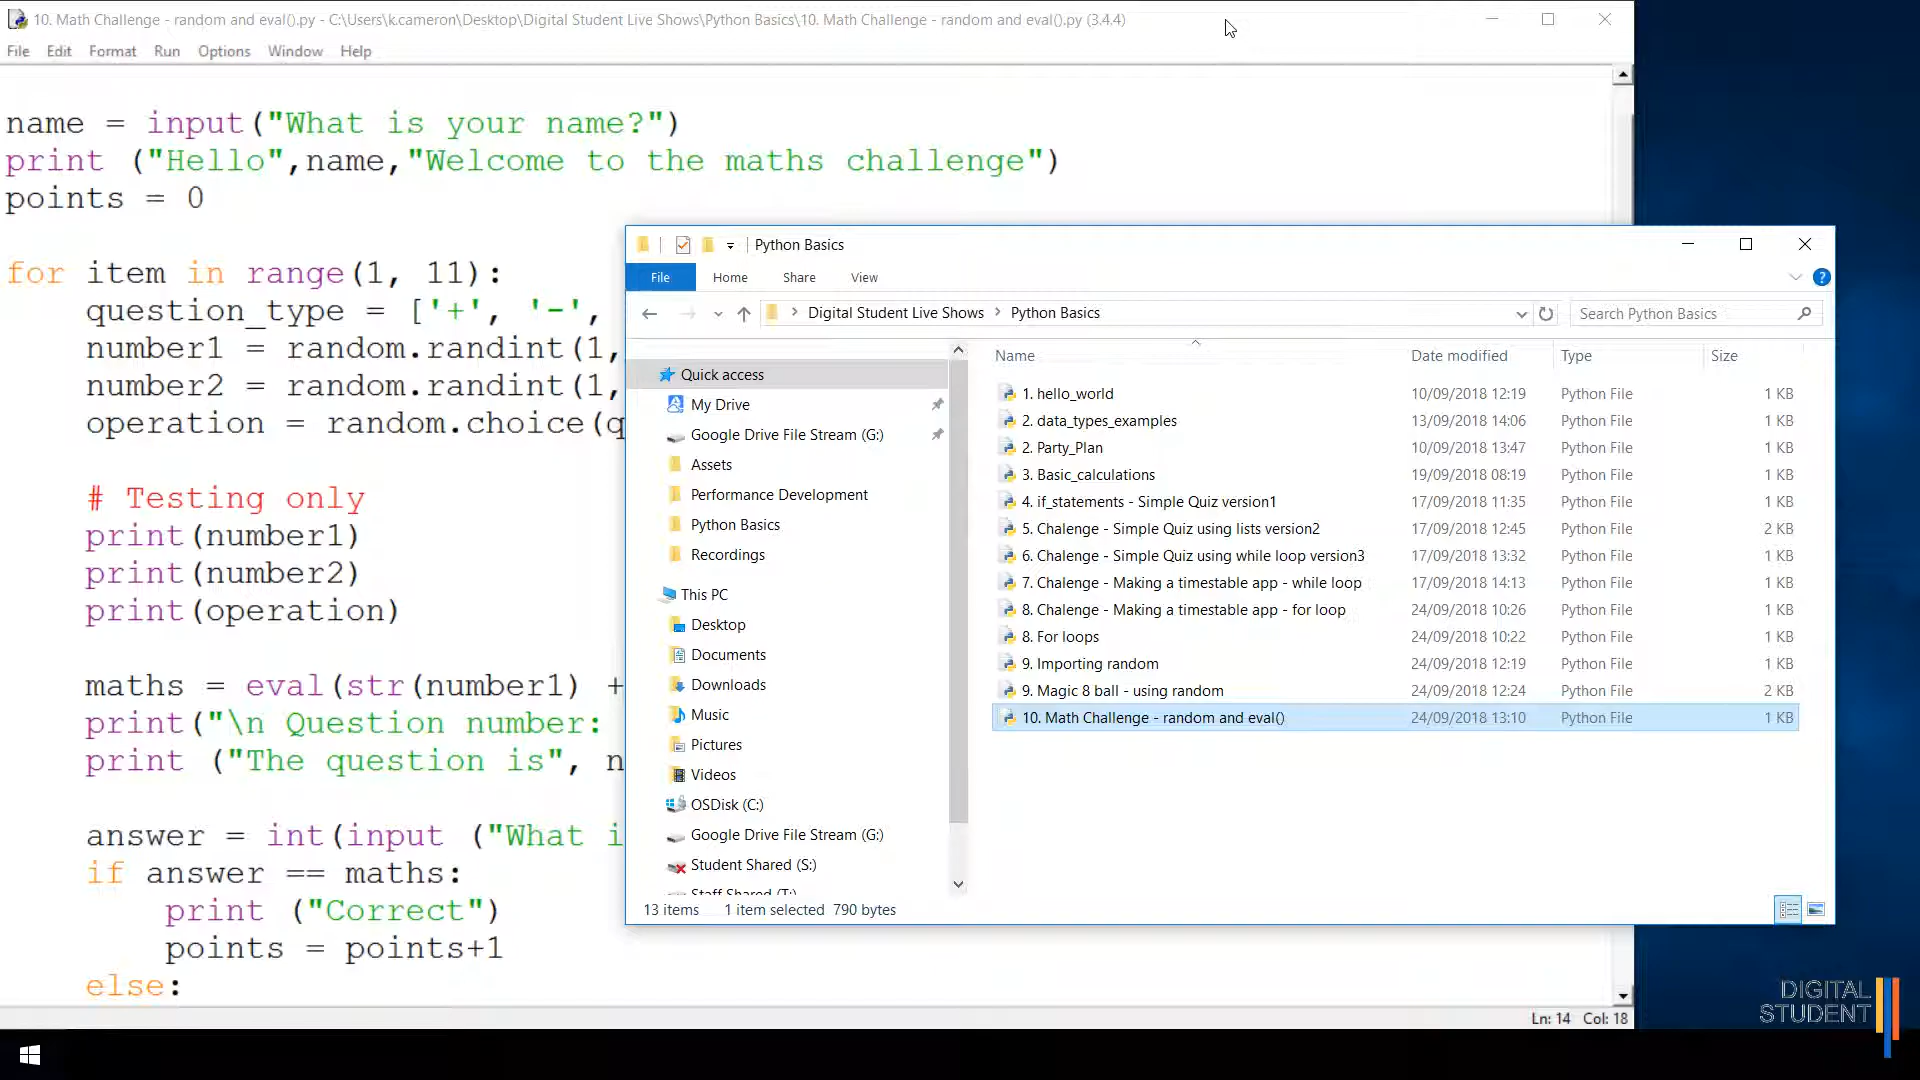 10. Math Challenge - random and eval().py - C:\Users\k.cameron\Desktop\Digital Student Live Shows\Python Basics\10. Math Challenge - random and eval().py (3.4.4)
File Edit Format Run Options Window Help
name = input("What is your name?")
print ("Hello",name,"Welcome to the maths challenge")
points = 0
for item in range(1, 11):
question_type = ['+', '-',
number1 = random.randint(1,
number2 = random.randint(1,
operation = random.choice(q
# Testing only
print(number1)
print(number2)
print(operation)
maths = eval(str(number1) +
print("\n Question number:
print ("The question is", n
answer = int(input ("What i
if answer == maths:
print ("Correct")
points = points+1
else:
Ln: 14 Col: 18
Python Basics
File Home Share View
Digital Student Live Shows > Python Basics
Search Python Basics
Quick access
My Drive
Google Drive File Stream (G:)
Assets
Performance Development
Python Basics
Recordings
This PC
Desktop
Documents
Downloads
Music
Pictures
Videos
OSDisk (C:)
Google Drive File Stream (G:)
Student Shared (S:)
Staff Shared (T:)
Name Date modified Type Size
1. hello_world 10/09/2018 12:19 Python File 1 KB
2. data_types_examples 13/09/2018 14:06 Python File 1 KB
2. Party_Plan 10/09/2018 13:47 Python File 1 KB
3. Basic_calculations 19/09/2018 08:19 Python File 1 KB
4. if_statements - Simple Quiz version1 17/09/2018 11:35 Python File 1 KB
5. Chalenge - Simple Quiz using lists version2 17/09/2018 12:45 Python File 2 KB
6. Chalenge - Simple Quiz using while loop version3 17/09/2018 13:32 Python File 1 KB
7. Chalenge - Making a timestable app - while loop 17/09/2018 14:13 Python File 1 KB
8. Chalenge - Making a timestable app - for loop 24/09/2018 10:26 Python File 1 KB
8. For loops 24/09/2018 10:22 Python File 1 KB
9. Importing random 24/09/2018 12:19 Python File 1 KB
9. Magic 8 ball - using random 24/09/2018 12:24 Python File 2 KB
10. Math Challenge - random and eval() 24/09/2018 13:10 Python File 1 KB
13 items 1 item selected 790 bytes
DIGITAL
STUDENT